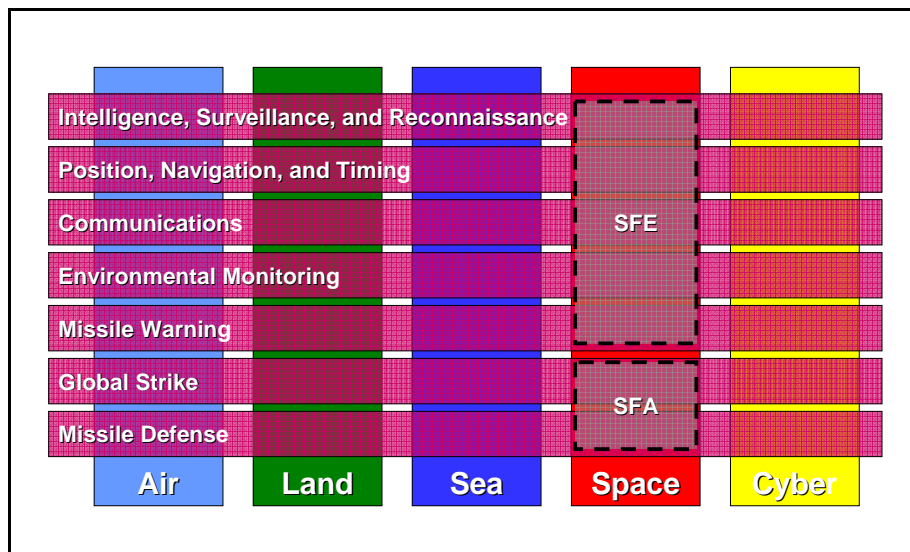 Intelligence, Surveillance, and Reconnaissance
Position, Navigation, and Timing
Communications
SFE
Environmental Monitoring
Missile Warning
Global Strike
SFA
Missile Defense
Air
Land
Sea
Space
Cyber